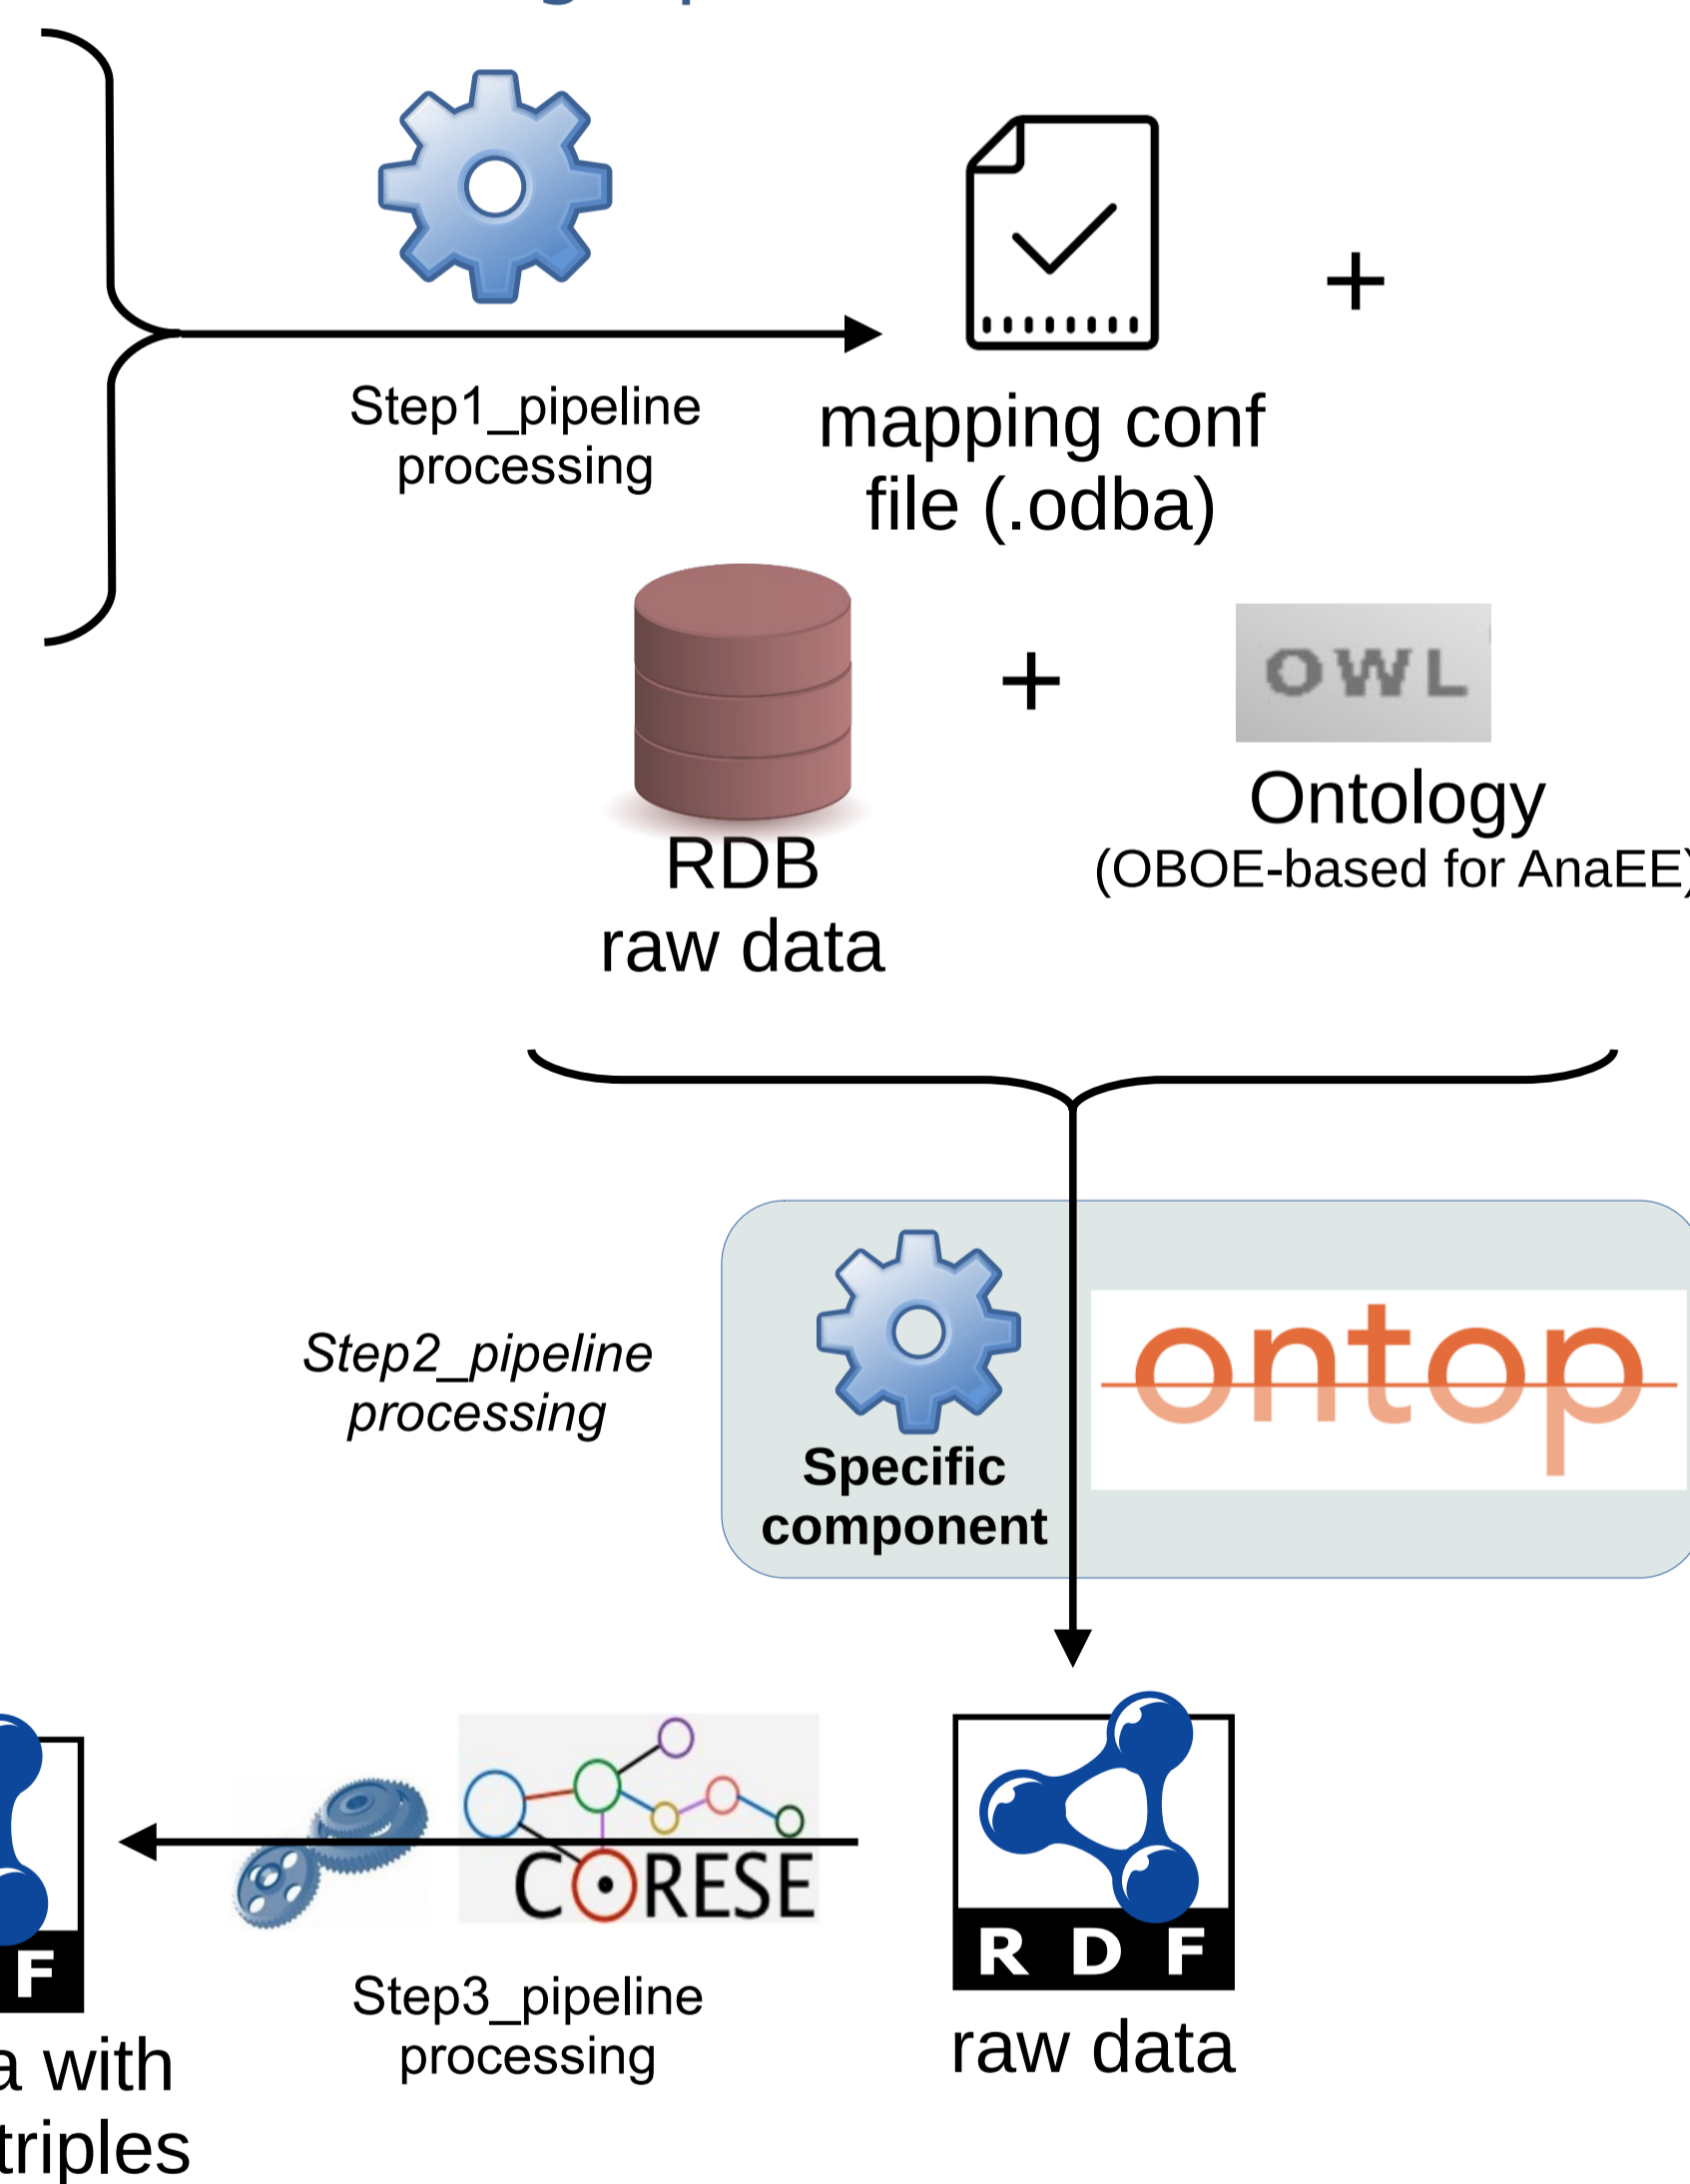 Step1_pipeline
processing
mapping conf
file (.odba)
+
RDB
raw data
+
OWL
Ontology
(OBOE-based for AnaEE)
Step2_pipeline
processing
Specific
component
ontop
CORESE
Step3_pipeline
processing
R D F
raw data
F
a with
triples